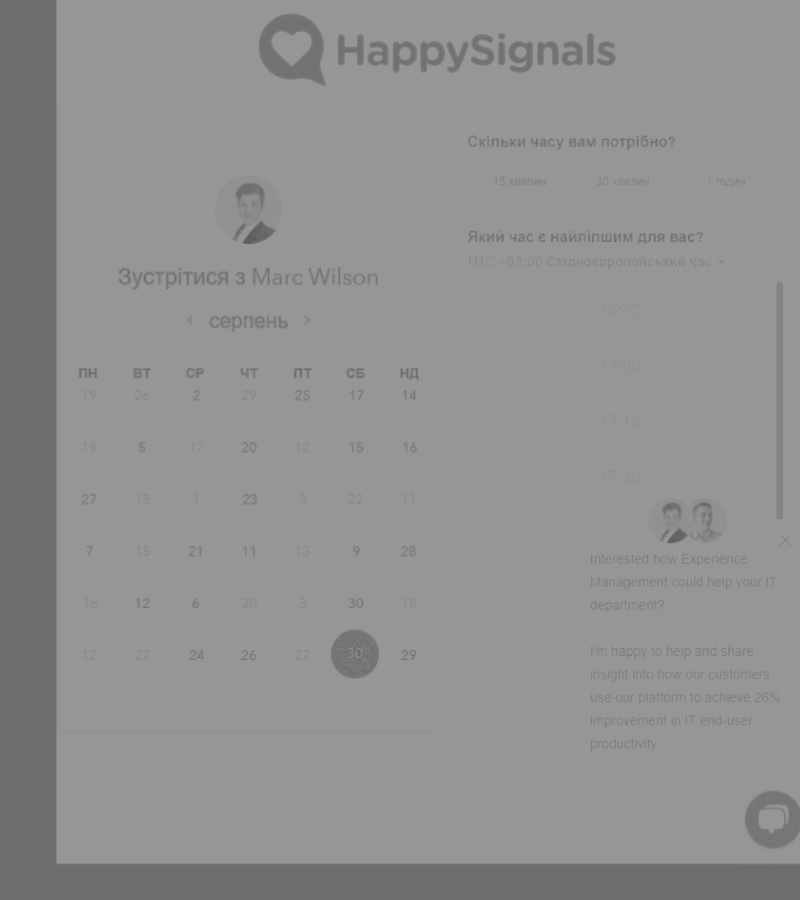 HappySignals
Зустрітися з Marc Wilson
серпень
ПН ВТ СР ЧТ ПТ СБ НД
19 26 2 29 25 17 14
19 5 17 20 12 15 16
27 15 1 23 3 22 11
7 15 21 11 13 9 28
16 12 6 30 3 30 18
12 27 24 26 27 30 29
Скільки часу вам потрібно?
15 хвилин 30 хвилин 1 годин
Який час є найліпшим для вас?
UTC +03:00 Східноєвропейський час
16:45
17:00
17:15
17:30
Interested how Experience
Management could help your IT
department?
I'm happy to help and share
insight into how our customers
use our platform to achieve 26%
improvement in IT end-user
productivity